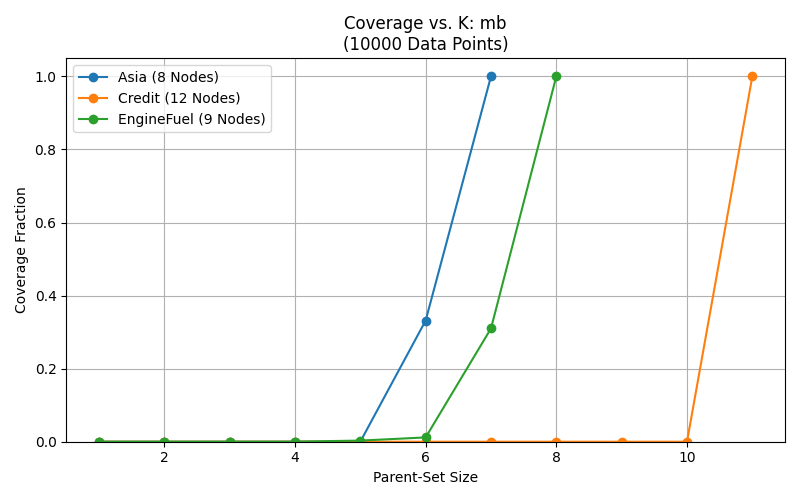 Coverage vs. K: mb
(10000 Data Points)
Asia (8 Nodes)
Credit (12 Nodes)
EngineFuel (9 Nodes)
1.0
0.8
0.6
0.4
0.2
0.0
Coverage Fraction
2 4 6 8 10
Parent-Set Size